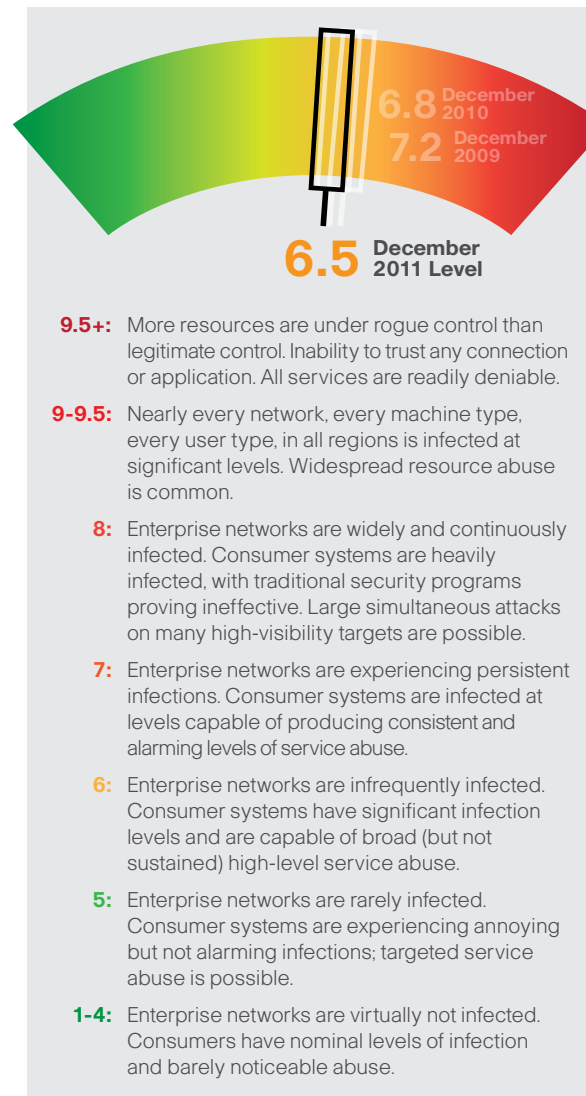 6.8 December
2010
7.2 December
2009
6.5 December
2011 Level
9.5+: More resources are under rogue control than
legitimate control. Inability to trust any connection
or application. All services are readily deniable.
9-9.5: Nearly every network, every machine type,
every user type, in all regions is infected at
significant levels. Widespread resource abuse
is common.
8: Enterprise networks are widely and continuously
infected. Consumer systems are heavily
infected, with traditional security programs
proving ineffective. Large simultaneous attacks
on many high-visibility targets are possible.
7: Enterprise networks are experiencing persistent
infections. Consumer systems are infected at
levels capable of producing consistent and
alarming levels of service abuse.
6: Enterprise networks are infrequently infected.
Consumer systems have significant infection
levels and are capable of broad (but not
sustained) high-level service abuse.
5: Enterprise networks are rarely infected.
Consumer systems are experiencing annoying
but not alarming infections; targeted service
abuse is possible.
1-4: Enterprise networks are virtually not infected.
Consumers have nominal levels of infection
and barely noticeable abuse.